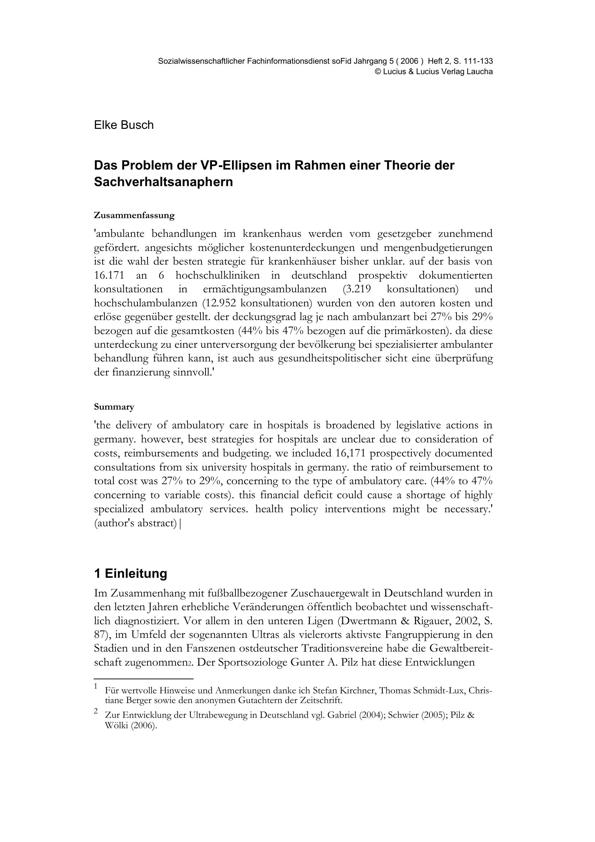 Sozialwissenschaftlicher Fachinformationsdienst soFid Jahrgang 5 ( 2006 ) Heft 2, S. 111-133
© Lucius & Lucius Verlag Laucha
Elke Busch
Das Problem der VP-Ellipsen im Rahmen einer Theorie der
Sachverhaltsanaphern
Zusammenfassung
'ambulante behandlungen im krankenhaus werden vom gesetzgeber zunehmend
gefördert. angesichts möglicher kostenunterdeckungen und mengenbudgetierungen
ist die wahl der besten strategie für krankenhäuser bisher unklar. auf der basis von
16.171 an 6 hochschulkliniken in deutschland prospektiv dokumentierten
konsultationen in ermächtigungsambulanzen (3.219 konsultationen) und
hochschulambulanzen (12.952 konsultationen) wurden von den autoren kosten und
erlöse gegenüber gestellt. der deckungsgrad lag je nach ambulanzart bei 27% bis 29%
bezogen auf die gesamtkosten (44% bis 47% bezogen auf die primärkosten). da diese
unterdeckung zu einer unterversorgung der bevölkerung bei spezialisierter ambulanter
behandlung führen kann, ist auch aus gesundheitspolitischer sicht eine überprüfung
der finanzierung sinnvoll.'
Summary
'the delivery of ambulatory care in hospitals is broadened by legislative actions in
germany. however, best strategies for hospitals are unclear due to consideration of
costs, reimbursements and budgeting. we included 16,171 prospectively documented
consultations from six university hospitals in germany. the ratio of reimbursement to
total cost was 27% to 29%, concerning to the type of ambulatory care. (44% to 47%
concerning to variable costs). this financial deficit could cause a shortage of highly
specialized ambulatory services. health policy interventions might be necessary.'
(author's abstract)|
1 Einleitung
Im Zusammenhang mit fußballbezogener Zuschauergewalt in Deutschland wurden in
den letzten Jahren erhebliche Veränderungen öffentlich beobachtet und wissenschaft-
lich diagnostiziert. Vor allem in den unteren Ligen (Dwertmann & Rigauer, 2002, S.
87), im Umfeld der sogenannten Ultras als vielerorts aktivste Fangruppierung in den
Stadien und in den Fanszenen ostdeutscher Traditionsvereine habe die Gewaltbereit-
schaft zugenommen2. Der Sportsoziologe Gunter A. Pilz hat diese Entwicklungen
1 Für wertvolle Hinweise und Anmerkungen danke ich Stefan Kirchner, Thomas Schmidt-Lux, Chris-
tiane Berger sowie den anonymen Gutachtern der Zeitschrift.
2 Zur Entwicklung der Ultrabewegung in Deutschland vgl. Gabriel (2004); Schwier (2005); Pilz &
Wölki (2006).